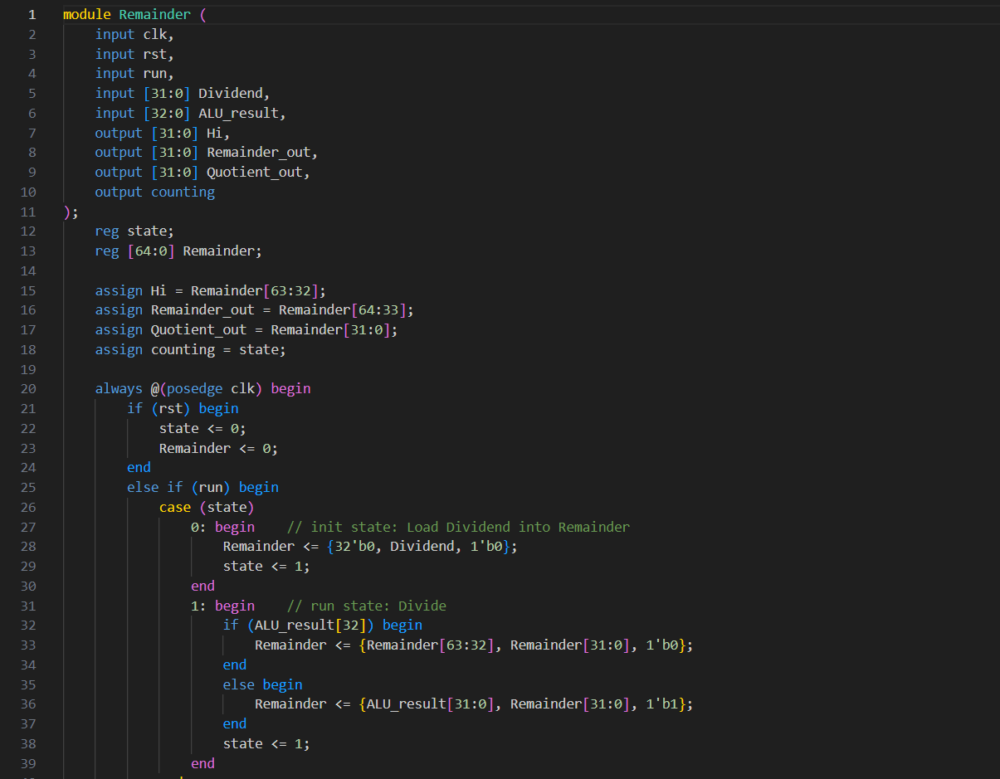 1 module Remainder (
2     input clk,
3     input rst,
4     input run,
5     input [31:0] Dividend,
6     input [32:0] ALU_result,
7     output [31:0] Hi,
8     output [31:0] Remainder_out,
9     output [31:0] Quotient_out,
10     output counting
11 );
12     reg state;
13     reg [64:0] Remainder;
14
15     assign Hi = Remainder[63:32];
16     assign Remainder_out = Remainder[64:33];
17     assign Quotient_out = Remainder[31:0];
18     assign counting = state;
19
20     always @(posedge clk) begin
21         if (rst) begin
22             state <= 0;
23             Remainder <= 0;
24         end
25         else if (run) begin
26             case (state)
27                 0: begin    // init state: Load Dividend into Remainder
28                     Remainder <= {32'b0, Dividend, 1'b0};
29                     state <= 1;
30                 end
31                 1: begin    // run state: Divide
32                     if (ALU_result[32]) begin
33                         Remainder <= {Remainder[63:32], Remainder[31:0], 1'b0};
34                     end
35                     else begin
36                         Remainder <= {ALU_result[31:0], Remainder[31:0], 1'b1};
37                     end
38                     state <= 1;
39                 end